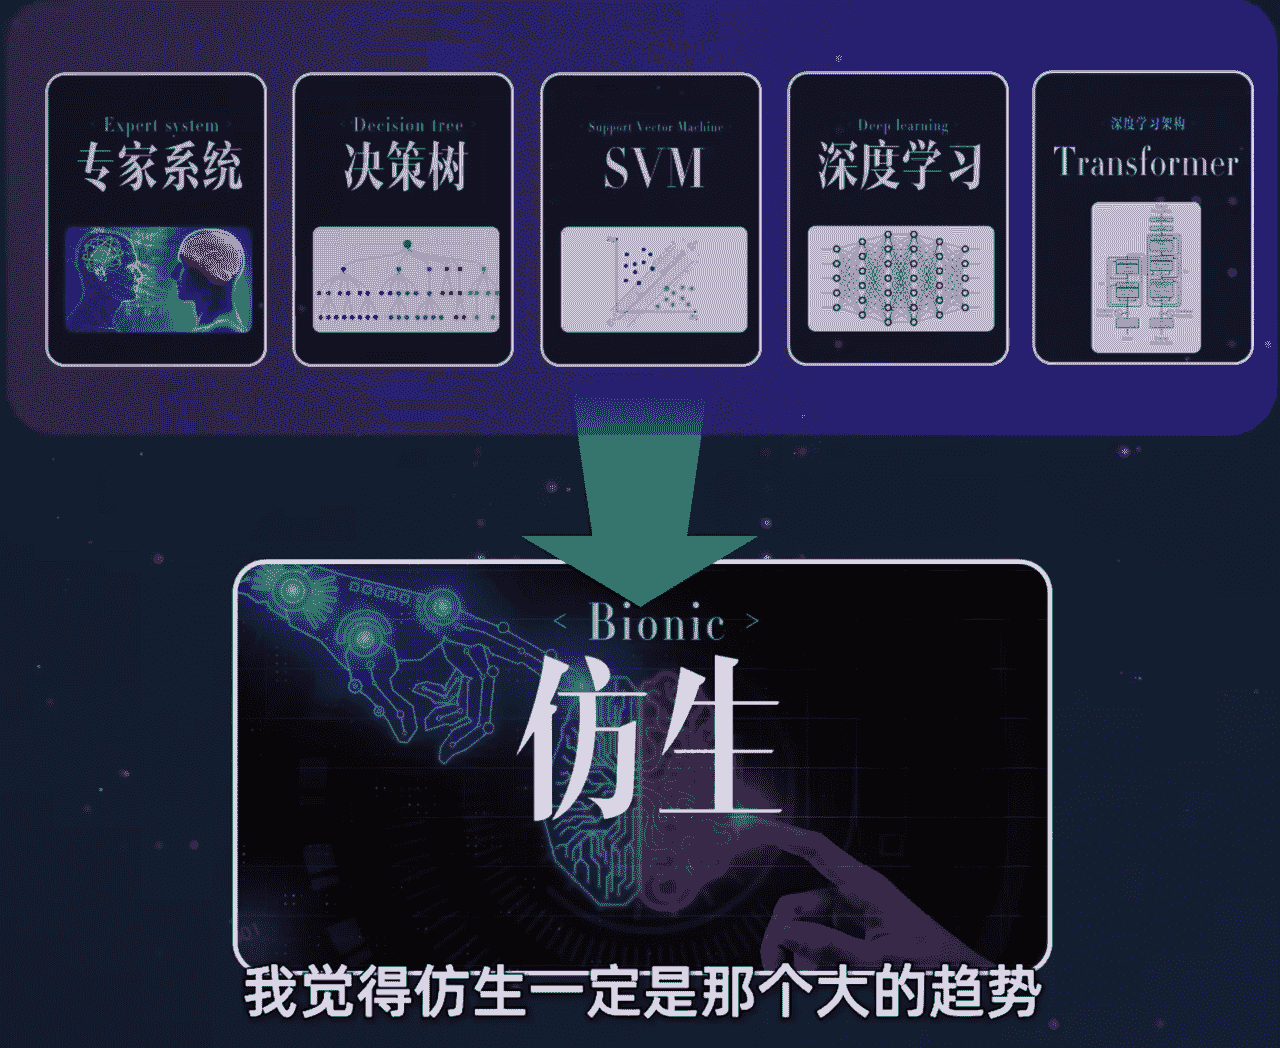 Expert system
专家系统
Decision tree
决策树
Support Vector Machine
SVM
Deep learning
深度学习
深度学习架构
Transformer
< Bionic >
仿生
我觉得仿生一定是那个大的趋势